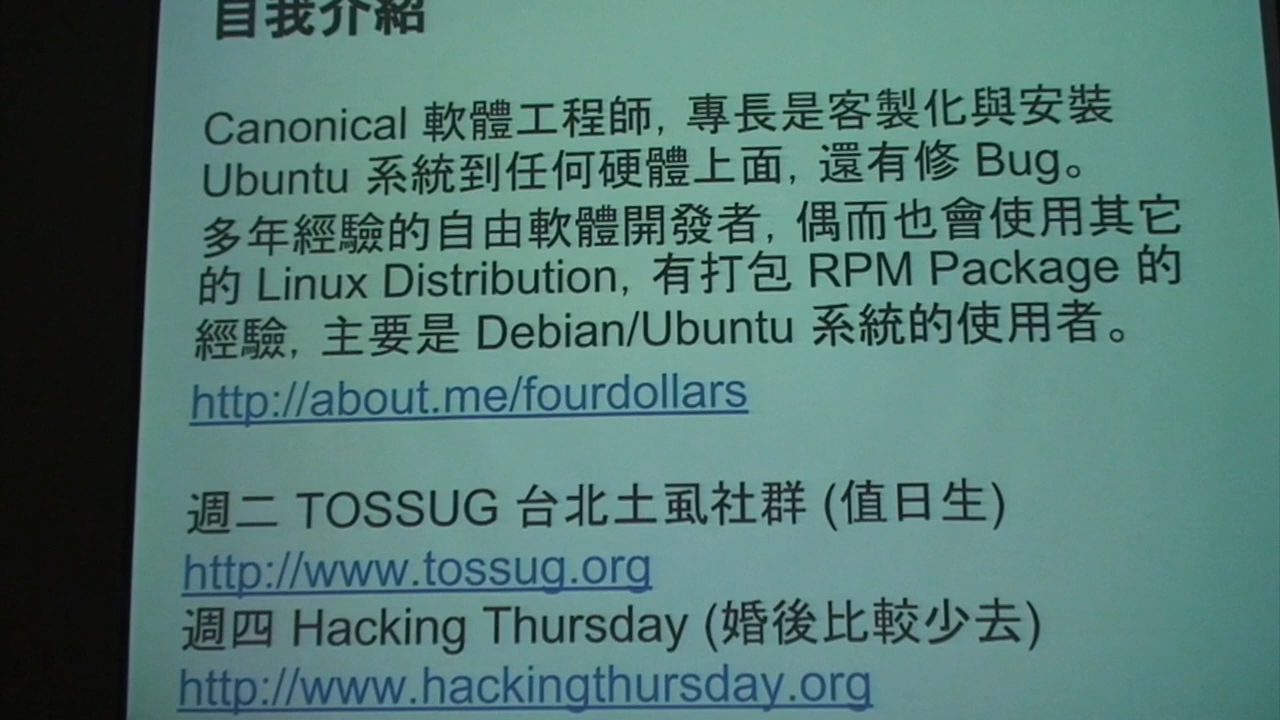 自我介紹
Canonical 軟體工程師, 專長是客製化與安裝
Ubuntu 系統到任何硬體上面, 還有修 Bug。
多年經驗的自由軟體開發者, 偶而也會使用其它
的 Linux Distribution, 有打包 RPM Package 的
經驗, 主要是 Debian/Ubuntu 系統的使用者。
http://about.me/fourdollars
週二 TOSSUG 台北土虱社群 (值日生)
http://www.tossug.org
週四 Hacking Thursday (婚後比較少去)
http://www.hackingthursday.org